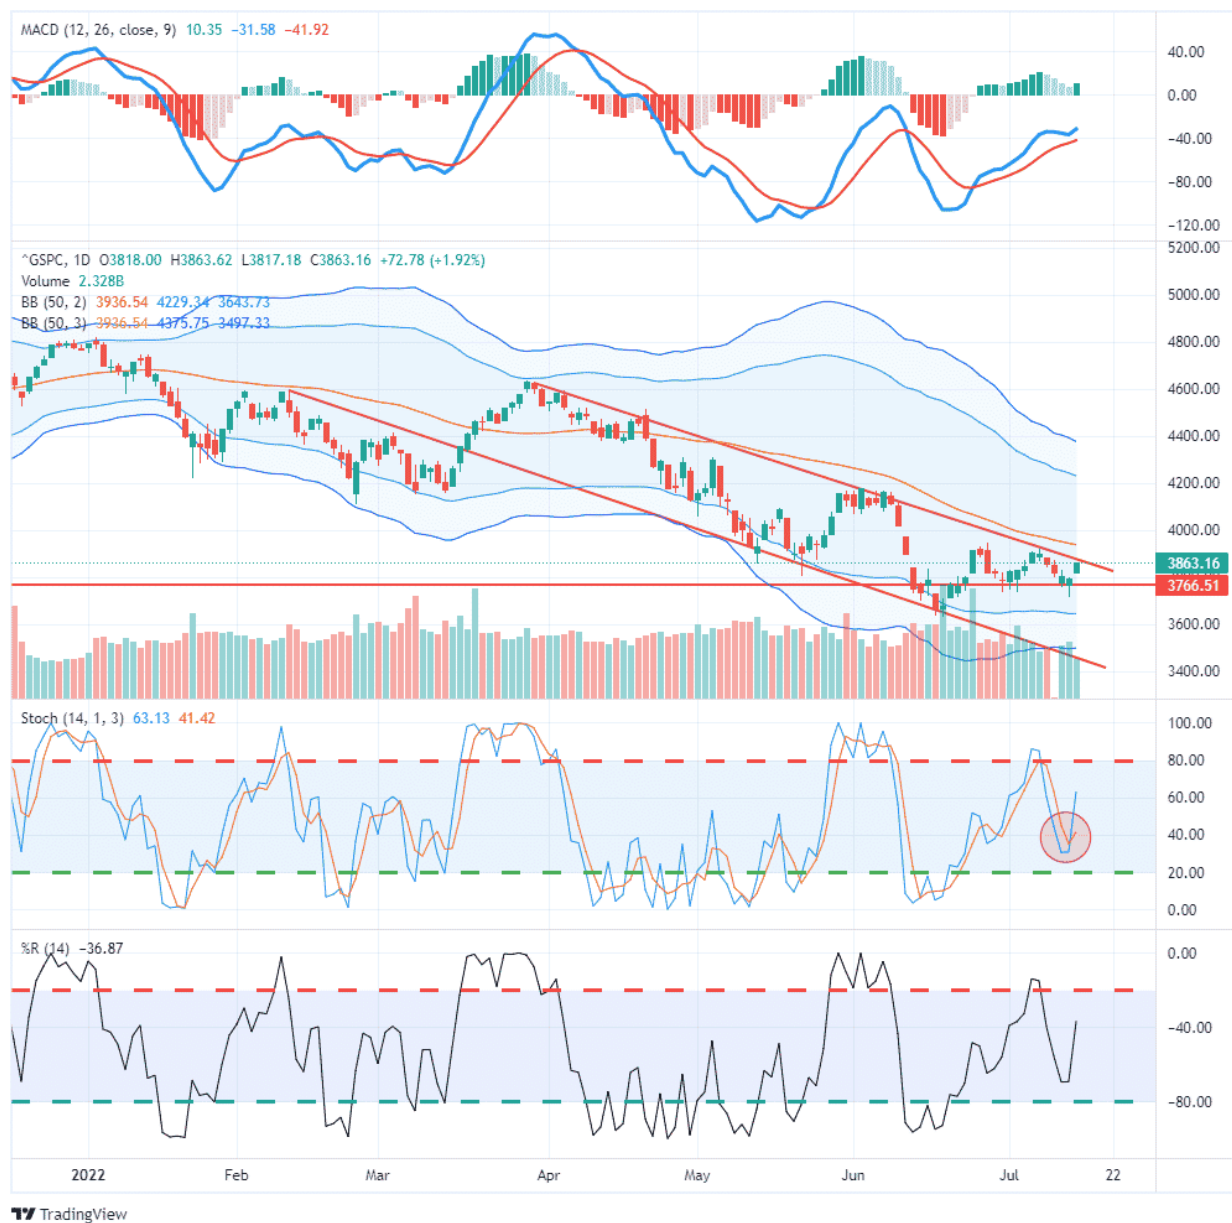 MACD (12, 26, close, 9) 10.35 −31.58 −41.92
40.00
0.00
−40.00
−80.00
−120.00
5200.00
^GSPC, 1D O3818.00 H3863.62 L3817.18 C3863.16 +72.78 (+1.92%)
Volume 2.328B
BB (50, 2) 3936.54 4229.34 3643.73
BB (50, 3) 3936.54 4375.75 3497.33
5000.00
4800.00
4600.00
4400.00
4200.00
4000.00
3863.16
3766.51
3600.00
3400.00
Stoch (14, 1, 3) 63.13 41.42
100.00
80.00
60.00
40.00
20.00
0.00
%R (14) −36.87
0.00
−40.00
−80.00
2022 Feb Mar Apr May Jun Jul 22
TradingView